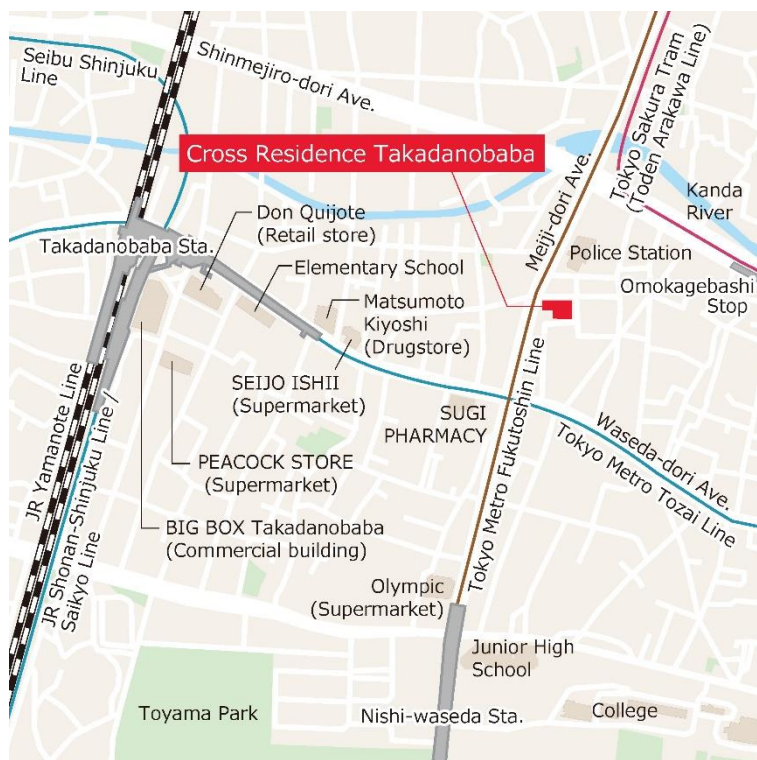 Seibu Shinjuku
Line
Shinmejiro-dori Ave.
Tokyo Sakura Tram
(Toden Arakawa Line)
Cross Residence Takadanobaba
Meiji-dori Ave.
Kanda
River
Don Quijote
(Retail store)
Takadanobaba Sta.
Elementary School
Police Station
Omokagebashi
Stop
Matsumoto
Kiyoshi
(Drugstore)
SEIJO ISHII
(Supermarket)
SUGI
PHARMACY
Waseda-dori Ave.
Tokyo Metro Tozai Line
Tokyo Metro Fukutoshin Line
PEACOCK STORE
(Supermarket)
BIG BOX Takadanobaba
(Commercial building)
JR Yamanote Line
JR Shonan-Shinjuku Line /
Saikyo Line
Olympic
(Supermarket)
Junior High
School
Toyama Park
Nishi-waseda Sta.
College